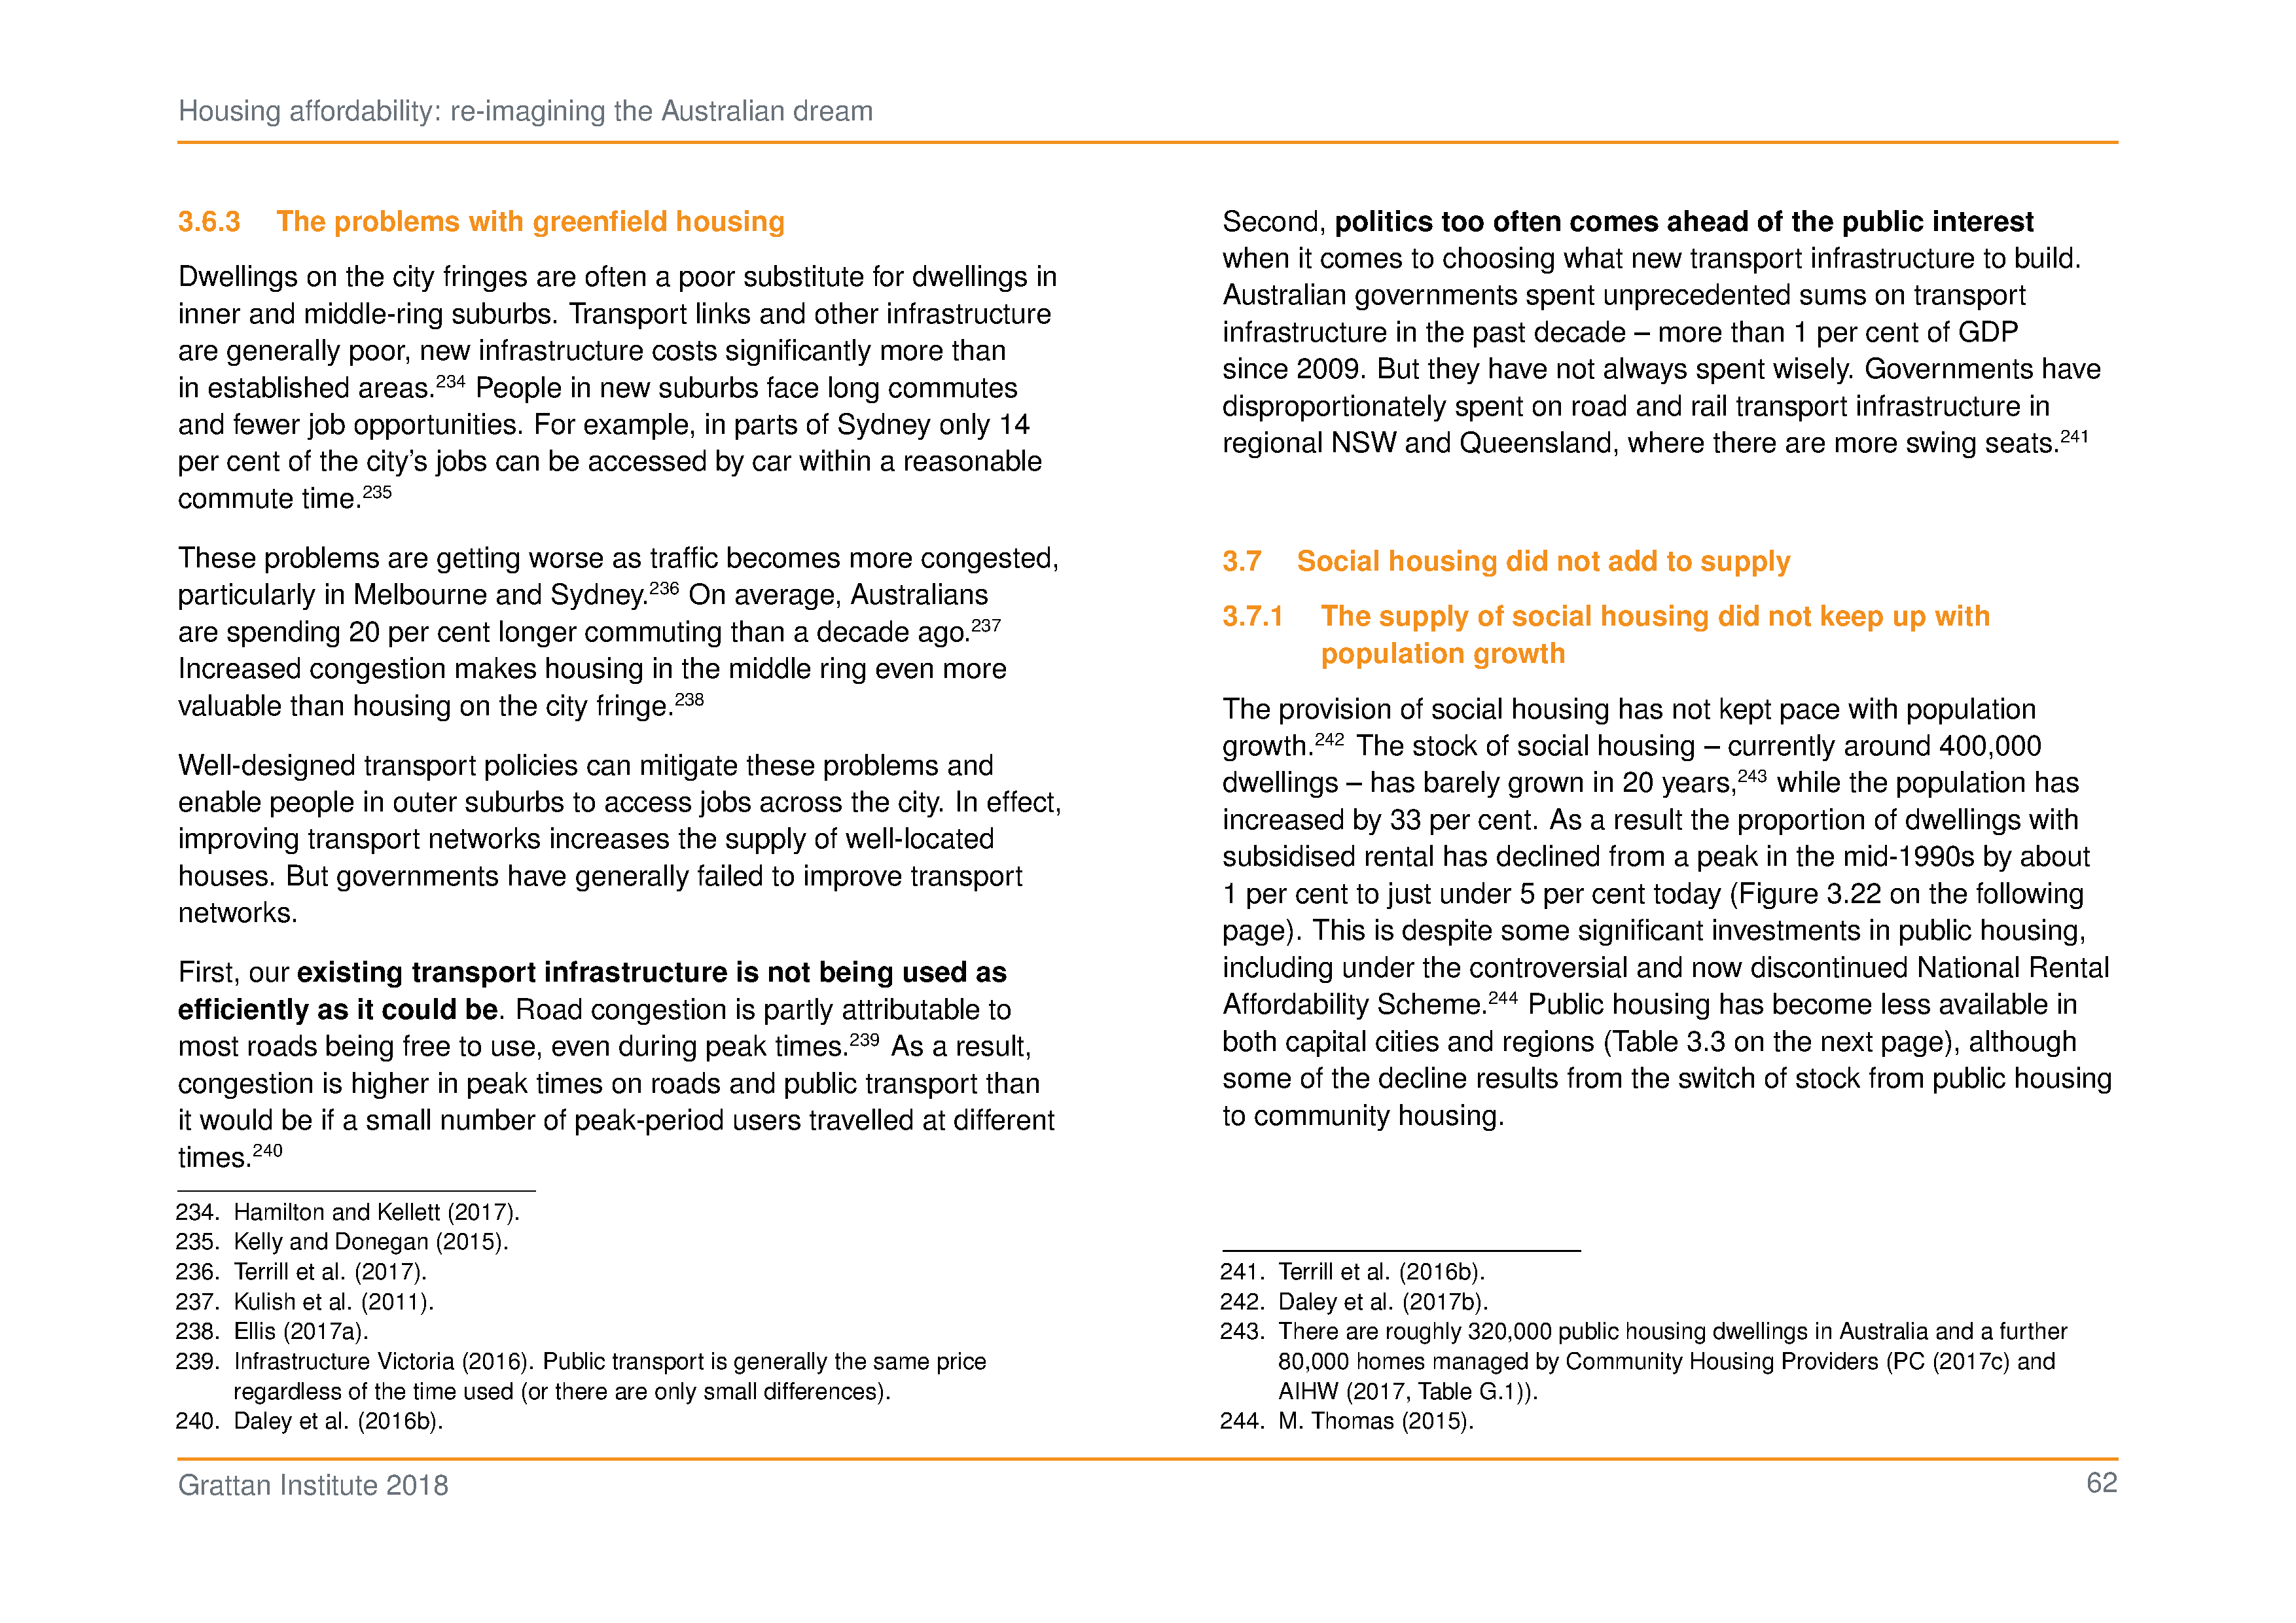 Housing affordability: re-imagining the Australian dream
3.6.3 The problems with greenfield housing
Dwellings on the city fringes are often a poor substitute for dwellings in
inner and middle-ring suburbs. Transport links and other infrastructure
are generally poor, new infrastructure costs significantly more than
in established areas.234 People in new suburbs face long commutes
and fewer job opportunities. For example, in parts of Sydney only 14
per cent of the city's jobs can be accessed by car within a reasonable
commute time.235
These problems are getting worse as traffic becomes more congested,
particularly in Melbourne and Sydney.236 On average, Australians
are spending 20 per cent longer commuting than a decade ago.237
Increased congestion makes housing in the middle ring even more
valuable than housing on the city fringe.238
Well-designed transport policies can mitigate these problems and
enable people in outer suburbs to access jobs across the city. In effect,
improving transport networks increases the supply of well-located
houses. But governments have generally failed to improve transport
networks.
First, our existing transport infrastructure is not being used as
efficiently as it could be. Road congestion is partly attributable to
most roads being free to use, even during peak times.239 As a result,
congestion is higher in peak times on roads and public transport than
it would be if a small number of peak-period users travelled at different
times.240
234. Hamilton and Kellett (2017).
235. Kelly and Donegan (2015).
236. Terrill et al. (2017).
237. Kulish et al. (2011).
238. Ellis (2017a).
239. Infrastructure Victoria (2016). Public transport is generally the same price
regardless of the time used (or there are only small differences).
240. Daley et al. (2016b).
Second, politics too often comes ahead of the public interest
when it comes to choosing what new transport infrastructure to build.
Australian governments spent unprecedented sums on transport
infrastructure in the past decade – more than 1 per cent of GDP
since 2009. But they have not always spent wisely. Governments have
disproportionately spent on road and rail transport infrastructure in
regional NSW and Queensland, where there are more swing seats.241
3.7 Social housing did not add to supply
3.7.1 The supply of social housing did not keep up with
population growth
The provision of social housing has not kept pace with population
growth.242 The stock of social housing – currently around 400,000
dwellings – has barely grown in 20 years,243 while the population has
increased by 33 per cent. As a result the proportion of dwellings with
subsidised rental has declined from a peak in the mid-1990s by about
1 per cent to just under 5 per cent today (Figure 3.22 on the following
page). This is despite some significant investments in public housing,
including under the controversial and now discontinued National Rental
Affordability Scheme.244 Public housing has become less available in
both capital cities and regions (Table 3.3 on the next page), although
some of the decline results from the switch of stock from public housing
to community housing.
241. Terrill et al. (2016b).
242. Daley et al. (2017b).
243. There are roughly 320,000 public housing dwellings in Australia and a further
80,000 homes managed by Community Housing Providers (PC (2017c) and
AIHW (2017, Table G.1)).
244. M. Thomas (2015).
Grattan Institute 2018
62